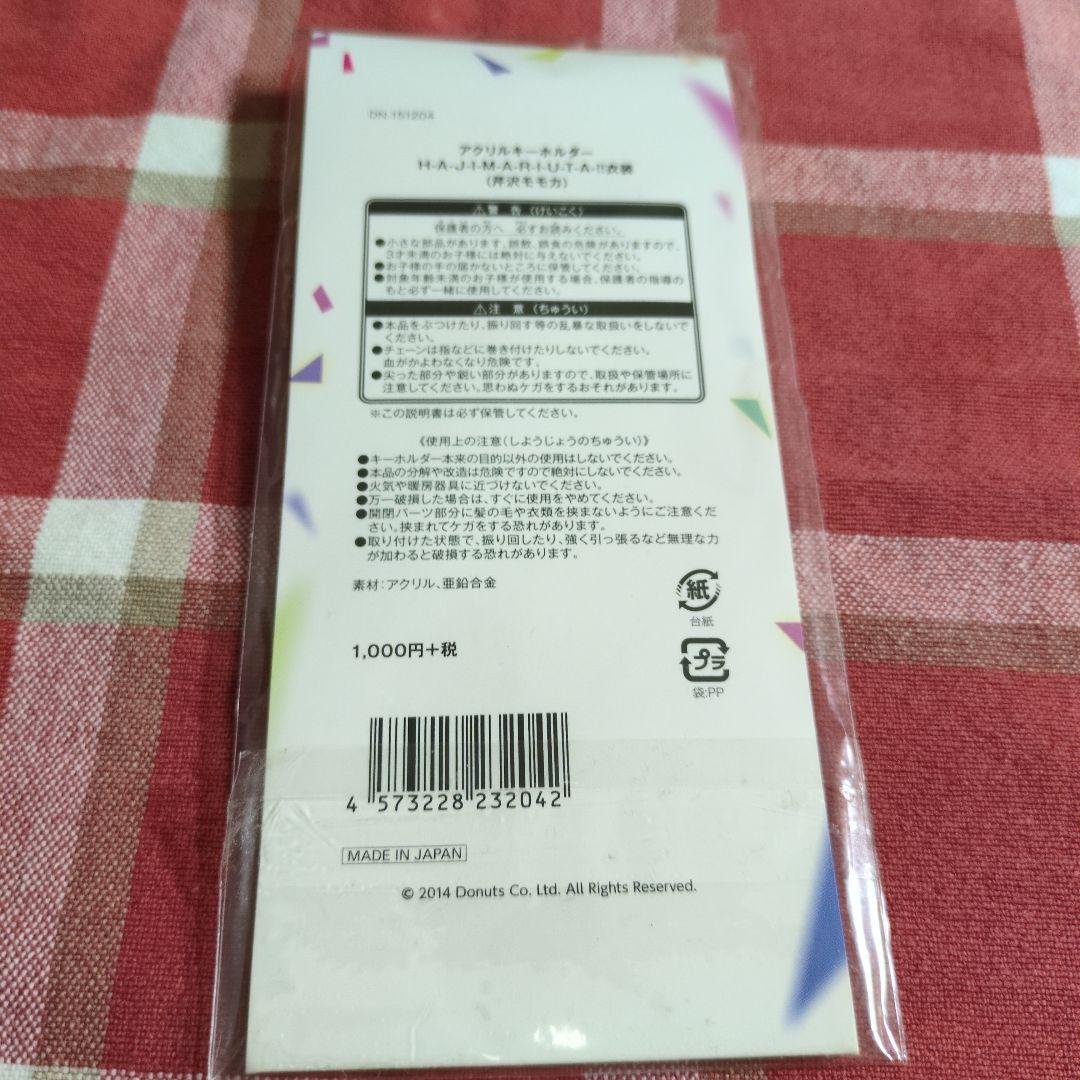 DN-151204
アクリルキーホルダー
H-A-J-I-M-A-R-I-U-T-A-!!衣装
(芹沢モモカ)
⚠警 告 (けいこく)
保護者の方へ 必ずお読みください。
●小さな部品があります。誤飲、誤食の危険がありますので、
3才未満のお子様には絶対に与えないでください。
●お子様の手の届かないところに保管してください。
●対象年齢未満のお子様が使用する場合、保護者の指導の
もと必ず一緒に使用してください。
⚠注 意 (ちゅうい)
●本品をぶつけたり、振り回す等の乱暴な取扱いをしないで
ください。
●チェーンは指などに巻き付けたりしないでください。
血がかよわなくなり危険です。
●尖った部分や鋭い部分がありますので、取扱や保管場所に
注意してください。思わぬケガをするおそれがあります。
※この説明書は必ず保管してください。
《使用上の注意(しようじょうのちゅうい)》
●キーホルダー本来の目的以外の使用はしないでください。
●本品の分解や改造は危険ですので絶対にしないでください。
●火気や暖房器具に近づけないでください。
●万一破損した場合は、すぐに使用をやめてください。
●開閉パーツ部分に髪の毛や衣類を挟まないようにご注意くだ
さい。挟まれてケガをする恐れがあります。
●取り付けた状態で、振り回したり、強く引っ張るなど無理な力
が加わると破損する恐れがあります。
素材:アクリル、亜鉛合金
紙
台紙
1,000円+税
プラ
袋:PP
4 573228 232042
MADE IN JAPAN
© 2014 Donuts Co. Ltd. All Rights Reserved.